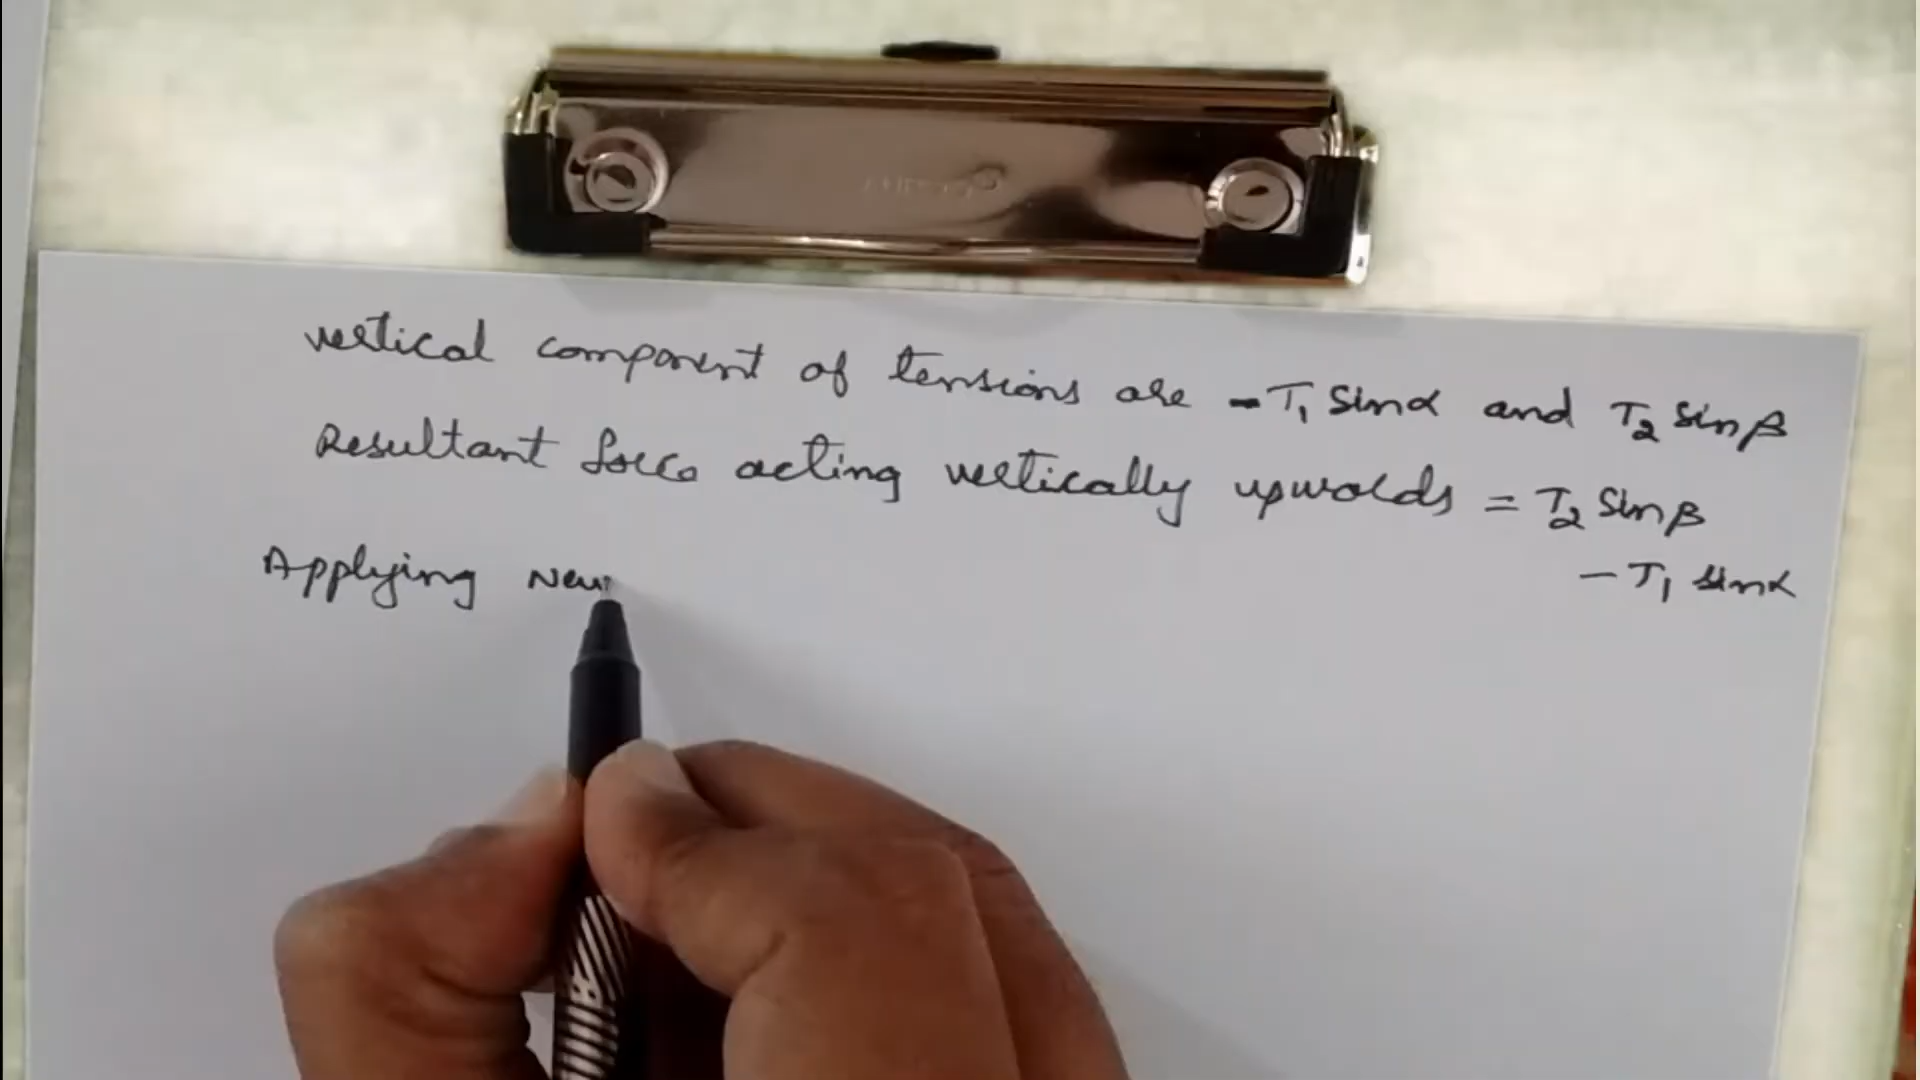 vertical component of tensions are - T₁ sinα and T₂ sinβ
Resultant force acting vertically upwards = T₂ sinβ
- T₁ sinα
Applying New